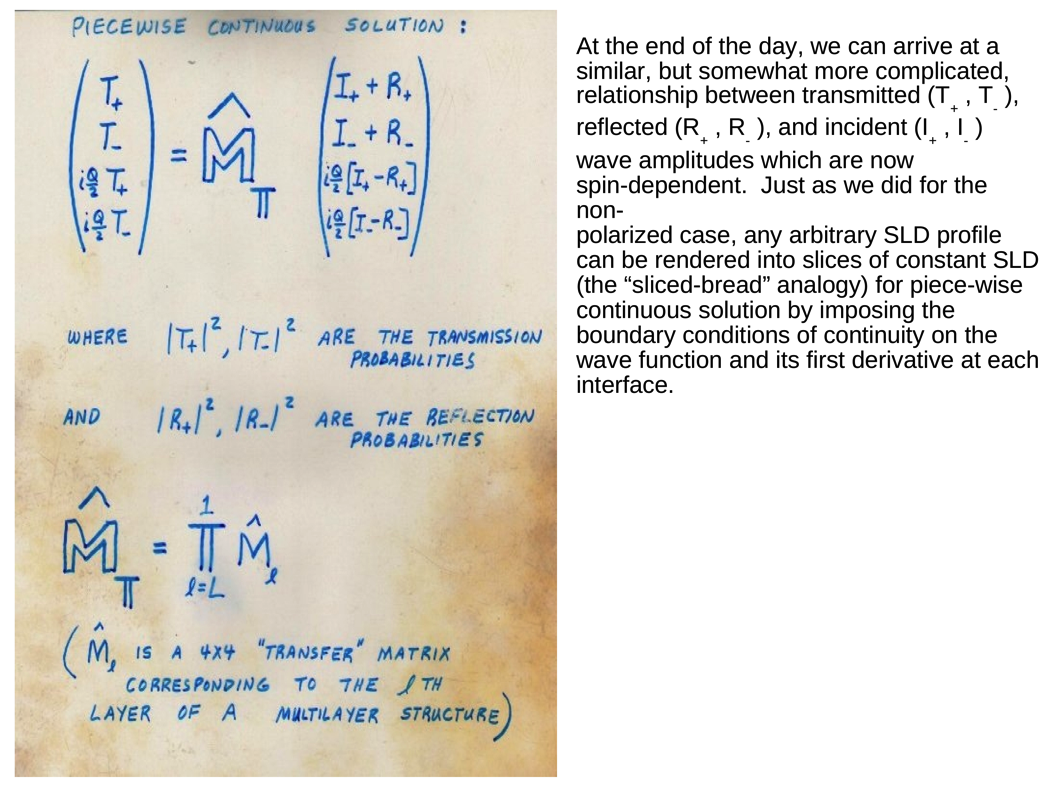 PIECEWISE CONTINUOUS SOLUTION :
T₊
T₋
iQ/2 T₊
iQ/2 T₋
= M̂_π
I₊ + R₊
I₋ + R₋
iQ/2 [I₊-R₊]
iQ/2 [I₋-R₋]
WHERE |T₊|², |T₋|² ARE THE TRANSMISSION
PROBABILITIES
AND |R₊|², |R₋|² ARE THE REFLECTION
PROBABILITIES
M̂_π = 1 π l=L M̂_l
( M̂_l IS A 4X4 "TRANSFER" MATRIX
CORRESPONDING TO THE l TH
LAYER OF A MULTILAYER STRUCTURE)
At the end of the day, we can arrive at a
similar, but somewhat more complicated,
relationship between transmitted (T₊ , T₋ ),
reflected (R₊ , R₋ ), and incident (I₊ , I₋ )
wave amplitudes which are now
spin-dependent.  Just as we did for the
non-
polarized case, any arbitrary SLD profile
can be rendered into slices of constant SLD
(the “sliced-bread” analogy) for piece-wise
continuous solution by imposing the
boundary conditions of continuity on the
wave function and its first derivative at each
interface.